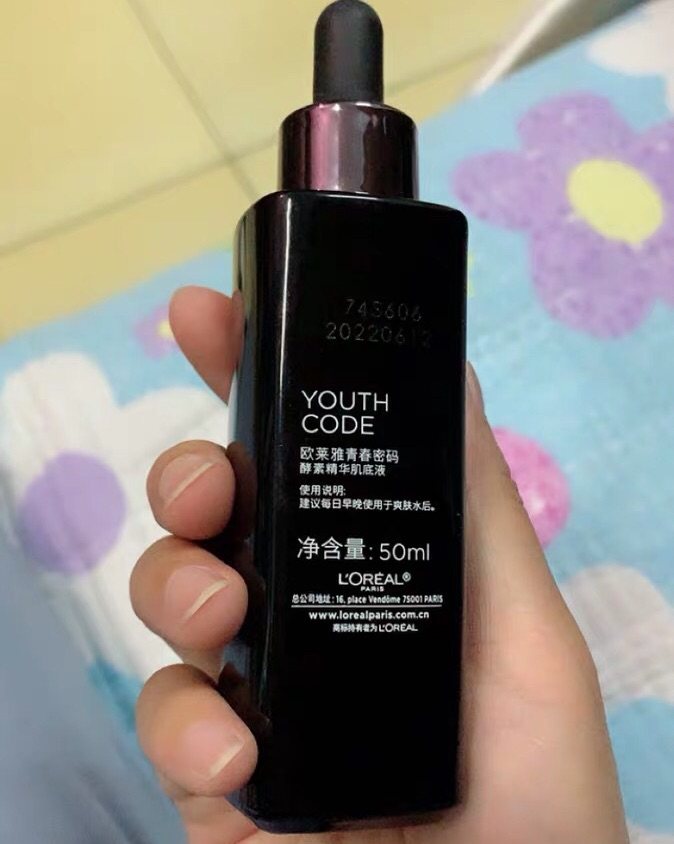 743606
20220612
YOUTH
CODE
欧莱雅青春密码
酵素精华肌底液
使用说明:
建议每日早晚使用于爽肤水后。
净含量: 50ml
L'ORÉAL®
PARIS
总公司地址: 16, place Vendôme 75001 PARIS
www.lorealparis.com.cn
商标持有者为L'ORÉAL